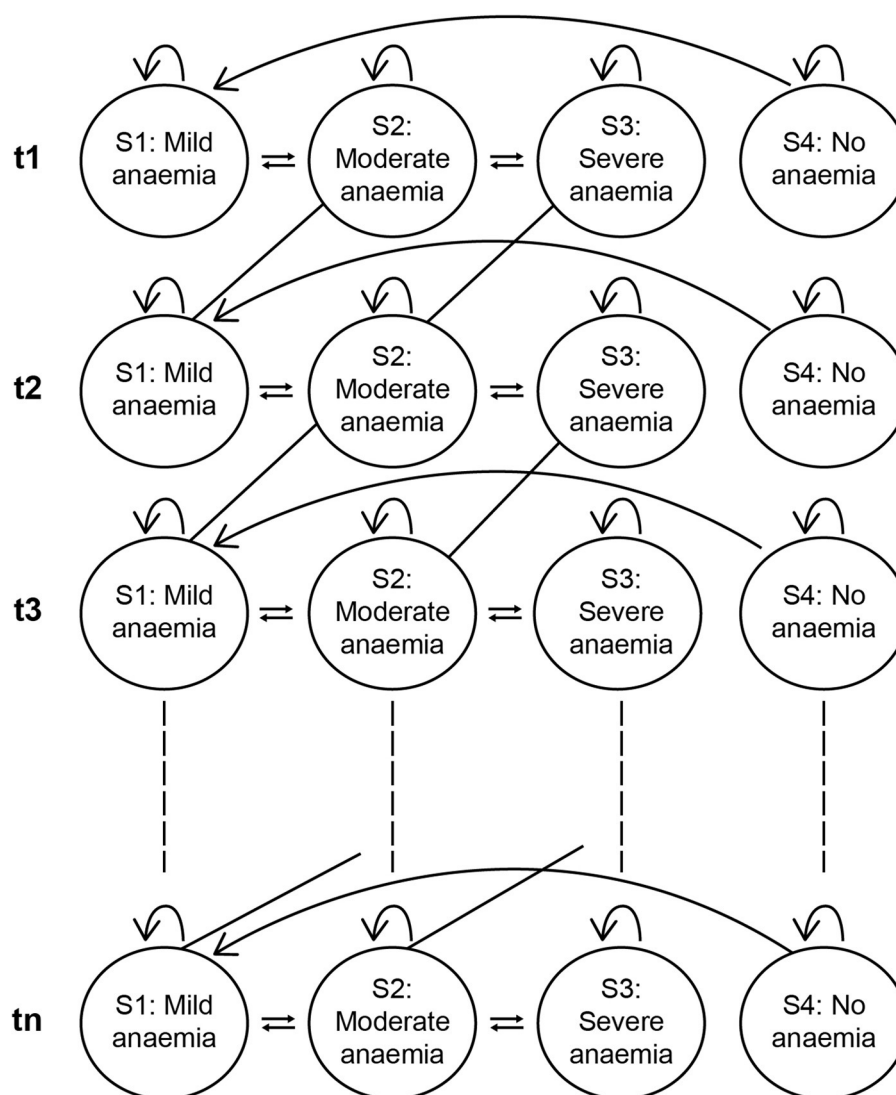 t1
S1: Mild
anaemia
S2:
Moderate
anaemia
S3:
Severe
anaemia
S4: No
anaemia
t2
S1: Mild
anaemia
S2:
Moderate
anaemia
S3:
Severe
anaemia
S4: No
anaemia
t3
S1: Mild
anaemia
S2:
Moderate
anaemia
S3:
Severe
anaemia
S4: No
anaemia
tn
S1: Mild
anaemia
S2:
Moderate
anaemia
S3:
Severe
anaemia
S4: No
anaemia